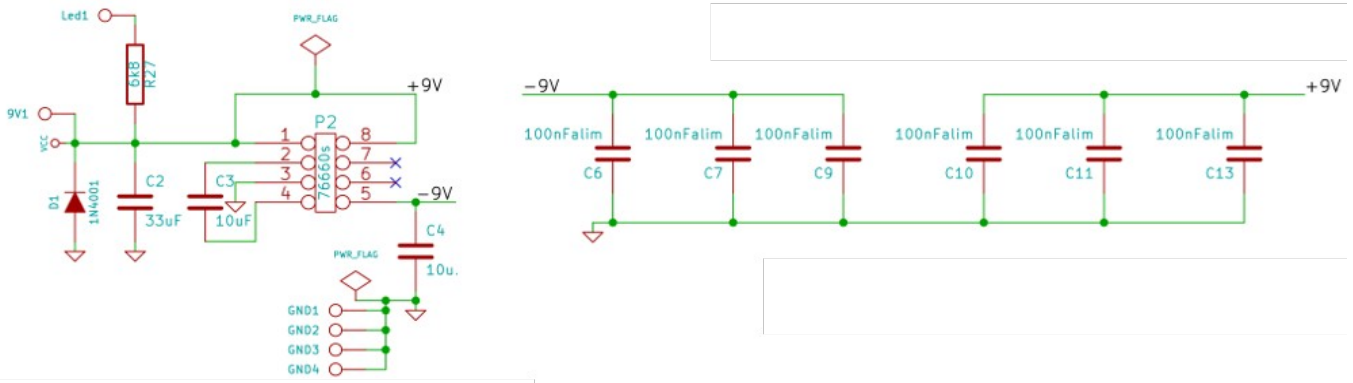 Led1
PWR_FLAG
6k8
R27
+9V
9V1
VCC
P2
1
2
3
4
8
7
6
5
76660s
D1
1N4001
C2
33uF
C3
10uF
-9V
C4
10u.
PWR_FLAG
GND1
GND2
GND3
GND4
-9V
+9V
100nFalim
100nFalim
100nFalim
100nFalim
100nFalim
100nFalim
C6
C7
C9
C10
C11
C13